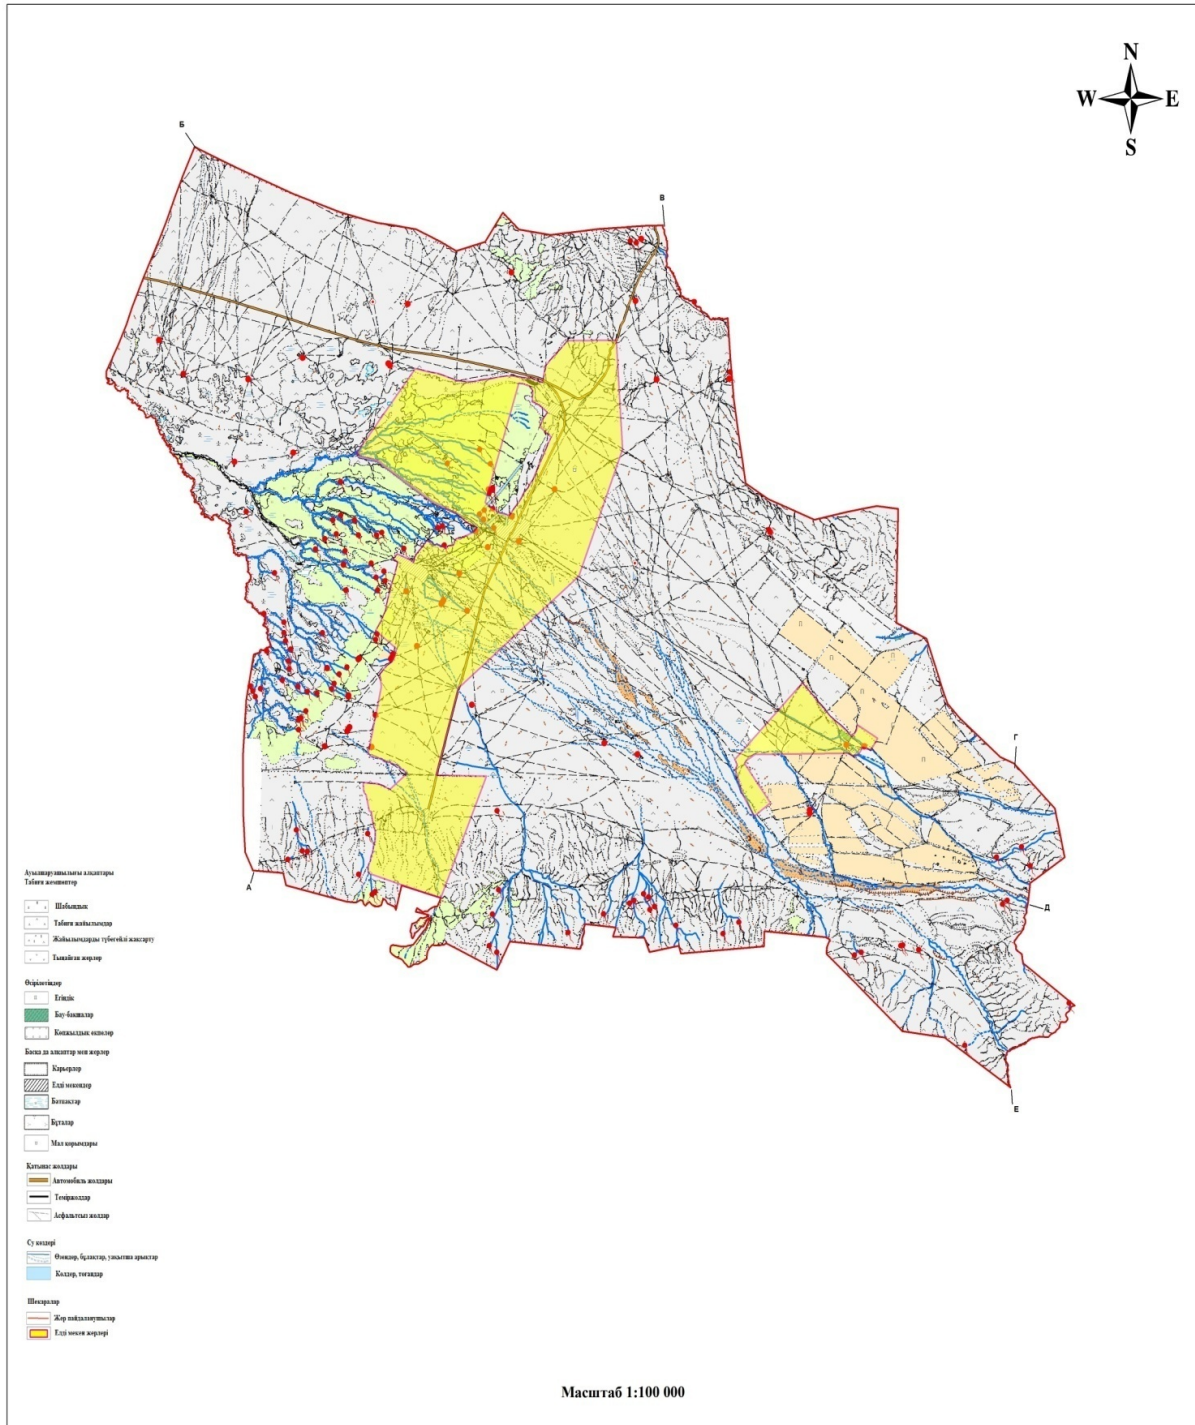 N
W E
S
Б
В
Г
А
Д
Е
Ауылшаруашылығы алқаптары
Табиғи жемшөптер
Шабындық
Табиғи жайылымдар
Жайылымдарды түбегейлі жақсарту
Тыңайған жерлер
Өсірілетіндер
Егіндік
Бау-бақшалар
Көпжылдық екпелер
Басқа да алқаптар мен жерлер
Карьерлер
Елді мекендер
Батпақтар
Бұталар
Мал қорымдары
Қатынас жолдары
Автомобиль жолдары
Теміржолдар
Асфальтсыз жолдар
Су көздері
Өзендер, бұлақтар, уақытша арықтар
Көлдер, тоғандар
Шекаралар
Жер пайдаланушылар
Елді мекен жерлері
Масштаб 1:100 000